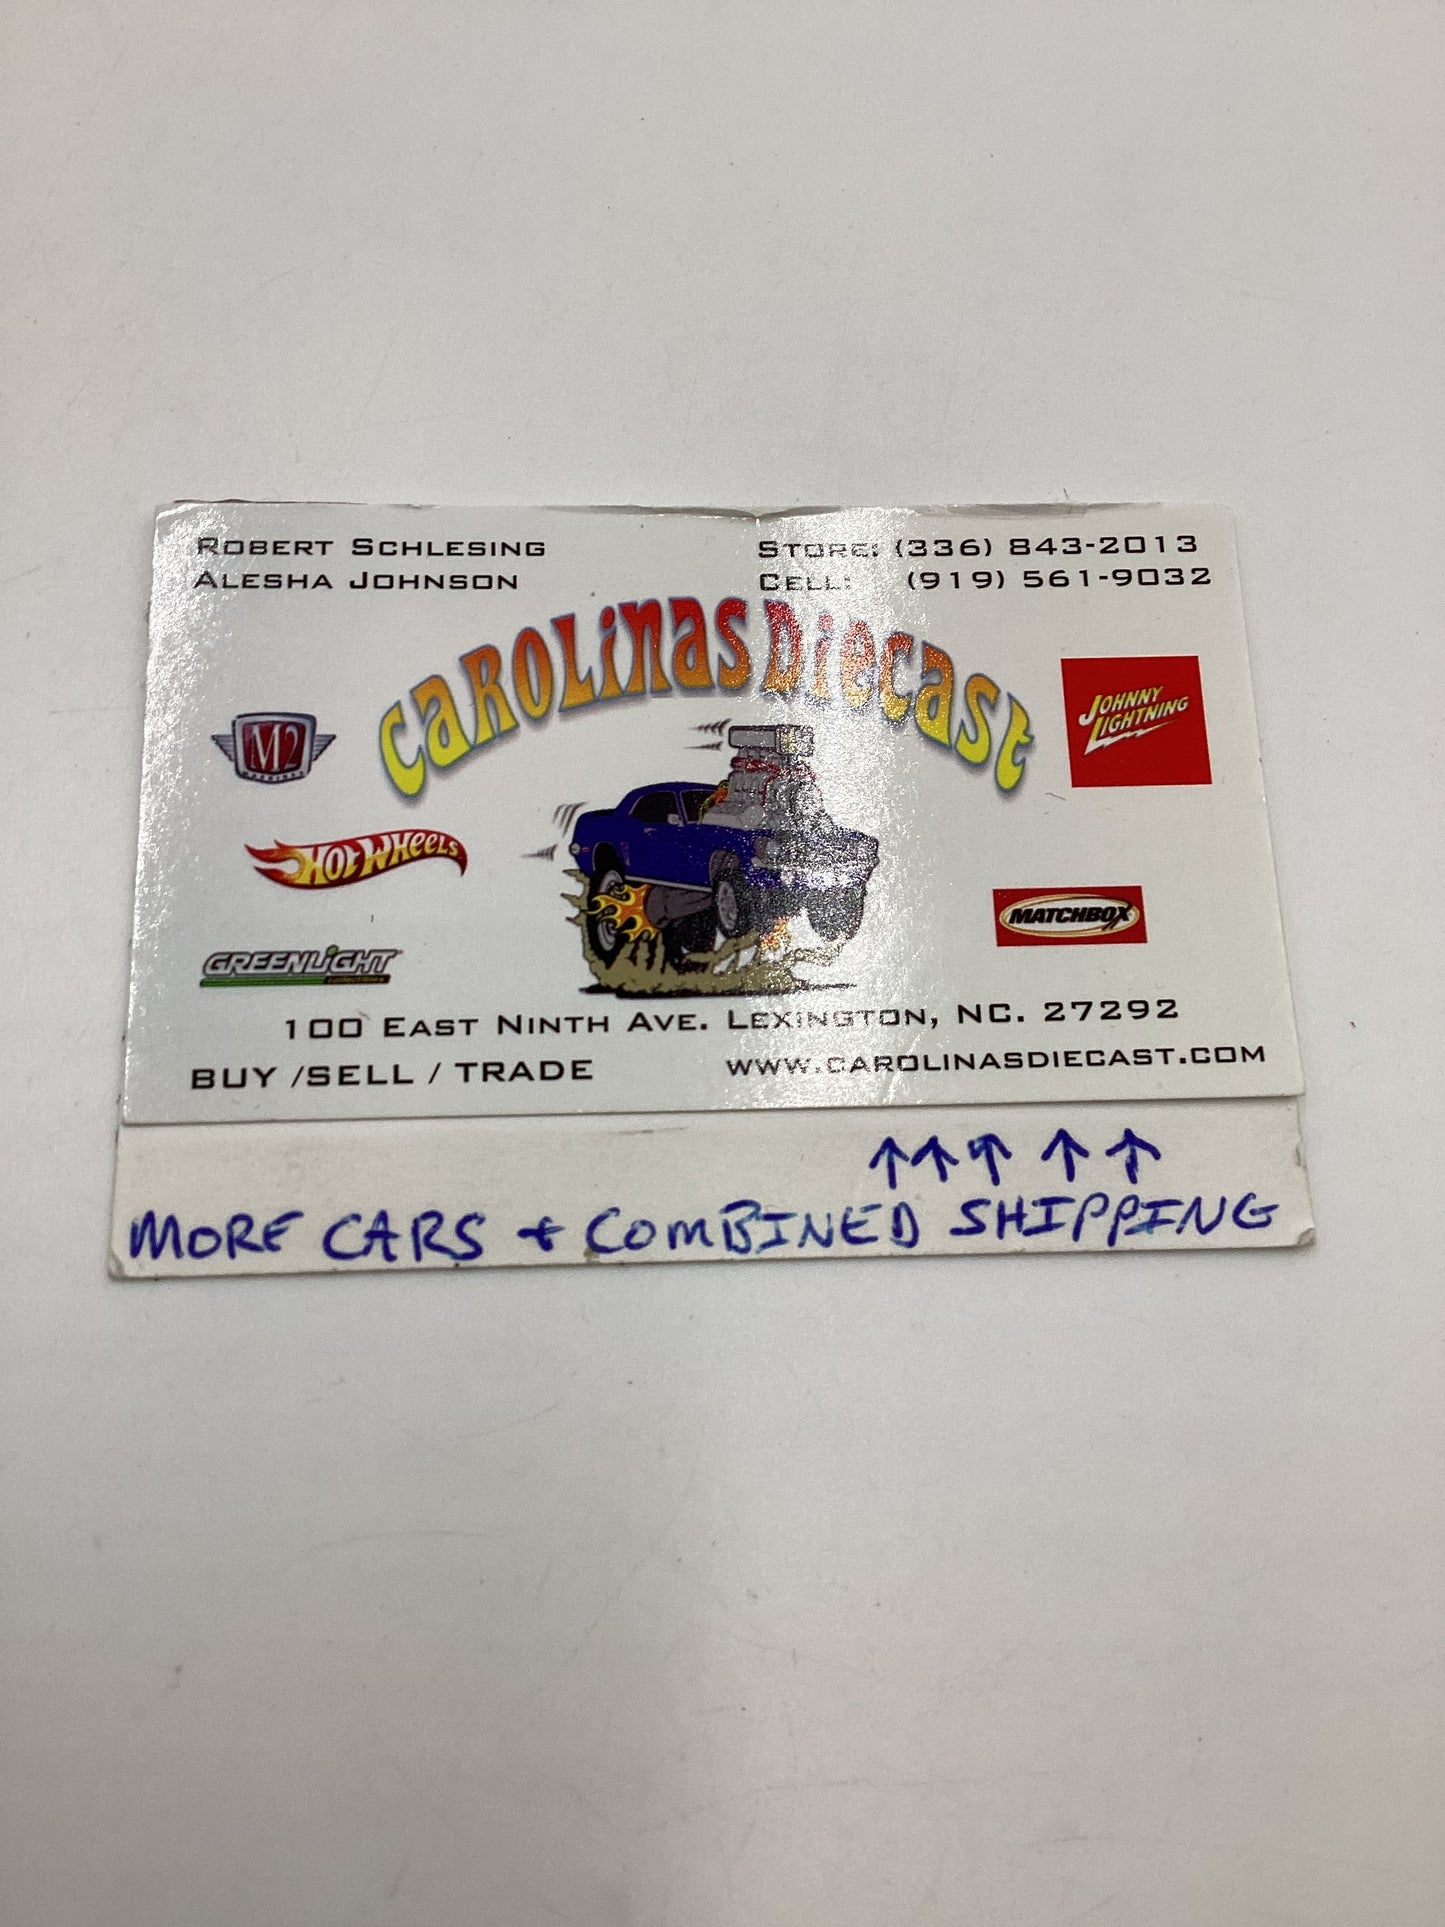 ROBERT SCHLESING
ALESHA JOHNSON
STORE: (336) 843-2013
CELL: (919) 561-9032
CAROLINAS DIECAST
M2
MACHINES
JOHNNY
LIGHTNING
HOT WHEELS
MATCHBOX
GREENLIGHT
collectibles
100 EAST NINTH AVE. LEXINGTON, NC. 27292
BUY /SELL / TRADE
WWW.CAROLINASDIECAST.COM
↑ ↑ ↑ ↑ ↑
MORE CARS + COMBINED SHIPPING